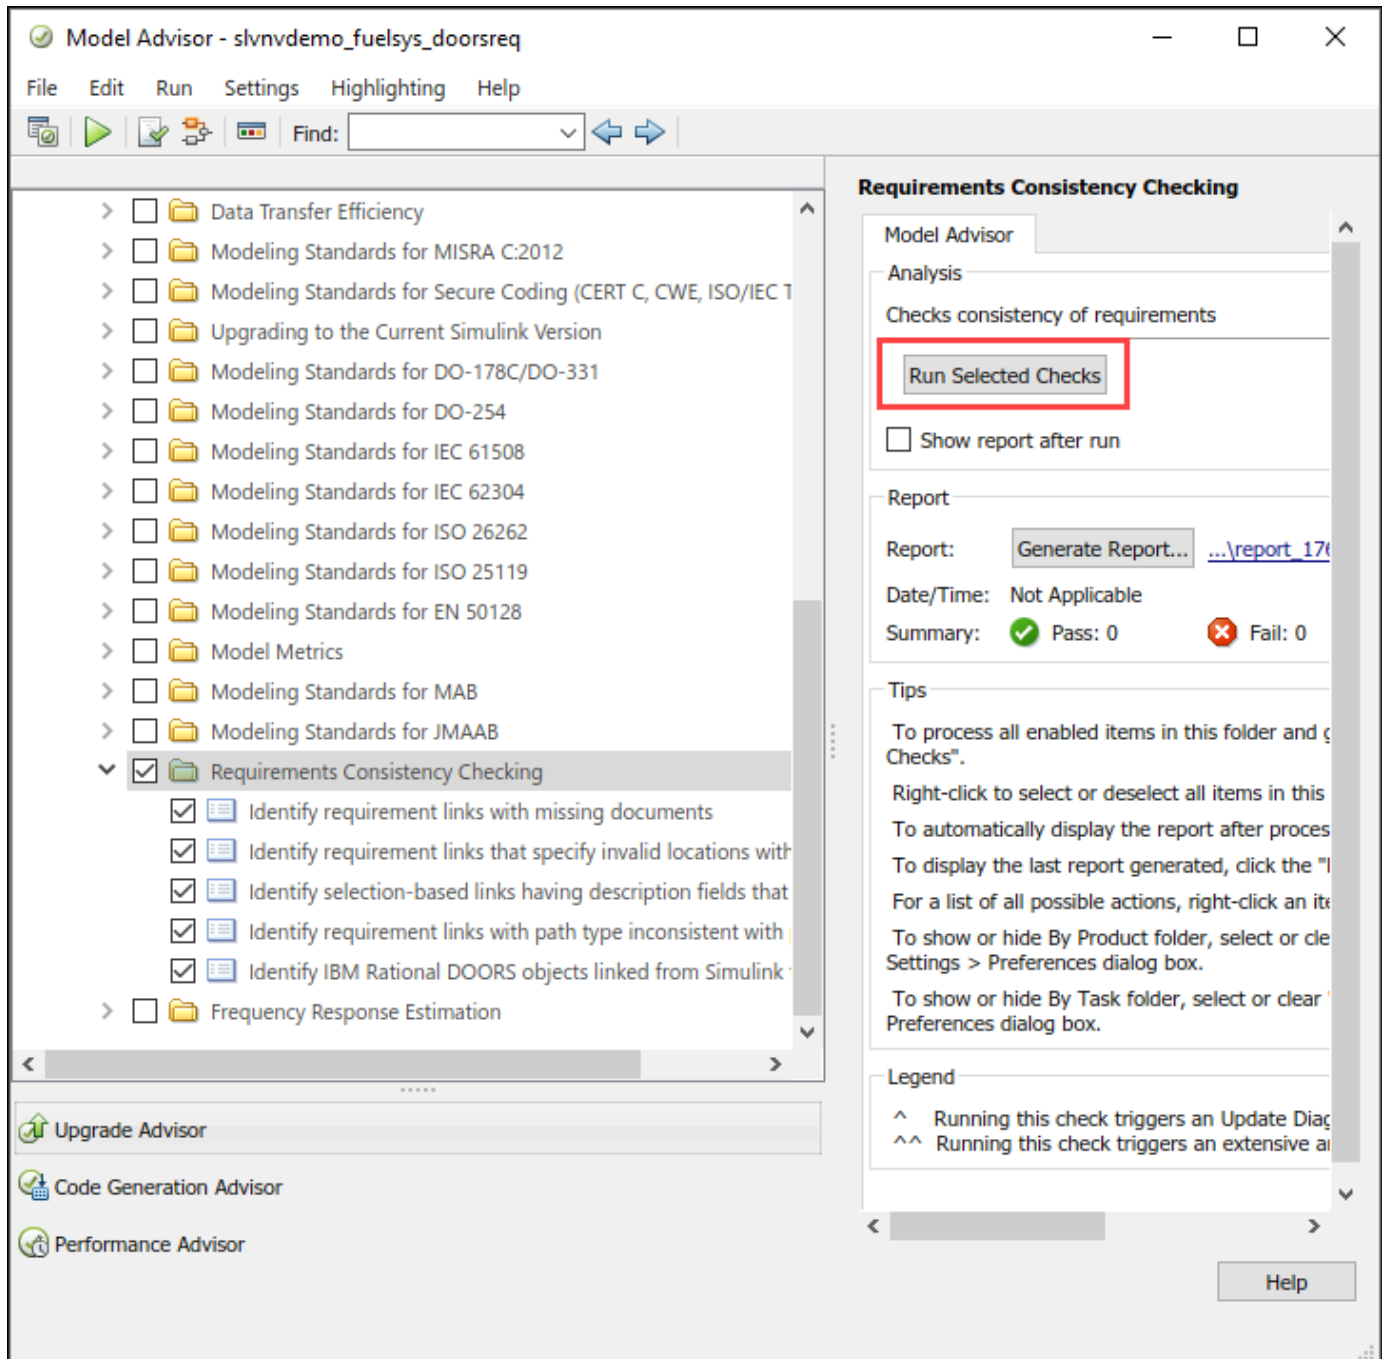 Model Advisor - slvnvdemo_fuelsys_doorsreq
File Edit Run Settings Highlighting Help
Find:
Data Transfer Efficiency
Modeling Standards for MISRA C:2012
Modeling Standards for Secure Coding (CERT C, CWE, ISO/IEC T
Upgrading to the Current Simulink Version
Modeling Standards for DO-178C/DO-331
Modeling Standards for DO-254
Modeling Standards for IEC 61508
Modeling Standards for IEC 62304
Modeling Standards for ISO 26262
Modeling Standards for ISO 25119
Modeling Standards for EN 50128
Model Metrics
Modeling Standards for MAB
Modeling Standards for JMAAB
Requirements Consistency Checking
Identify requirement links with missing documents
Identify requirement links that specify invalid locations with
Identify selection-based links having description fields that
Identify requirement links with path type inconsistent with
Identify IBM Rational DOORS objects linked from Simulink
Frequency Response Estimation
Upgrade Advisor
Code Generation Advisor
Performance Advisor
Requirements Consistency Checking
Model Advisor
Analysis
Checks consistency of requirements
Run Selected Checks
Show report after run
Report
Report: Generate Report... ...\report_176
Date/Time: Not Applicable
Summary: Pass: 0 Fail: 0
Tips
To process all enabled items in this folder and g
Checks".
Right-click to select or deselect all items in this
To automatically display the report after proces
To display the last report generated, click the "
For a list of all possible actions, right-click an ite
To show or hide By Product folder, select or cle
Settings > Preferences dialog box.
To show or hide By Task folder, select or clear
Preferences dialog box.
Legend
^ Running this check triggers an Update Diag
^^ Running this check triggers an extensive a
Help